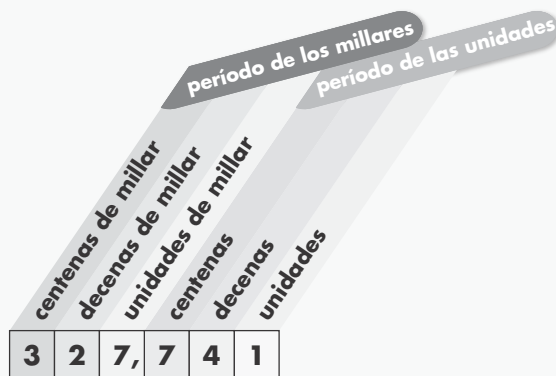 período de los millares
período de las unidades
centenas de millar
decenas de millar
unidades de millar
centenas
decenas
unidades
3 2 7, 7 4 1